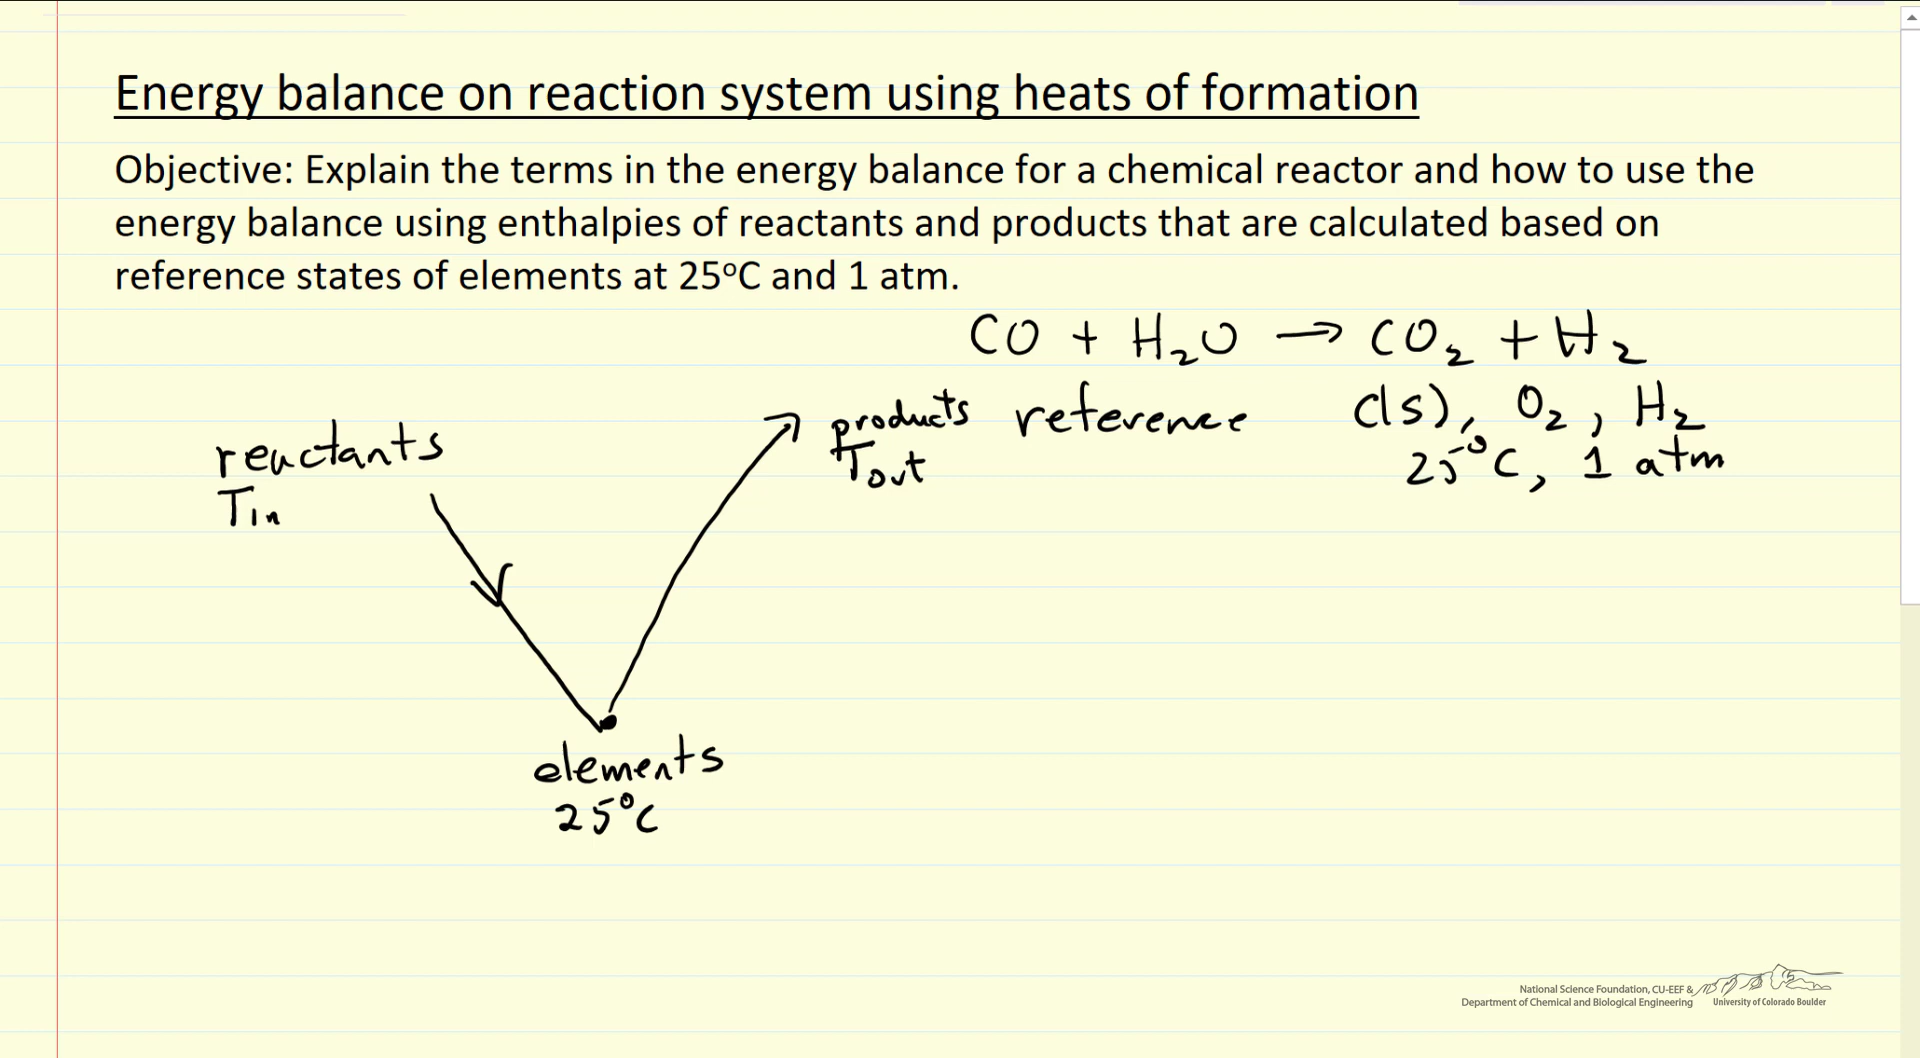 Energy balance on reaction system using heats of formation
Objective: Explain the terms in the energy balance for a chemical reactor and how to use the
energy balance using enthalpies of reactants and products that are calculated based on
reference states of elements at 25°C and 1 atm.
CO + H₂O → CO₂ + H₂
products reference C(s), O₂, H₂
reactants
Tout 25°C, 1 atm
Tin
elements
25°C
National Science Foundation, CU-EEF &
Department of Chemical and Biological Engineering University of Colorado Boulder